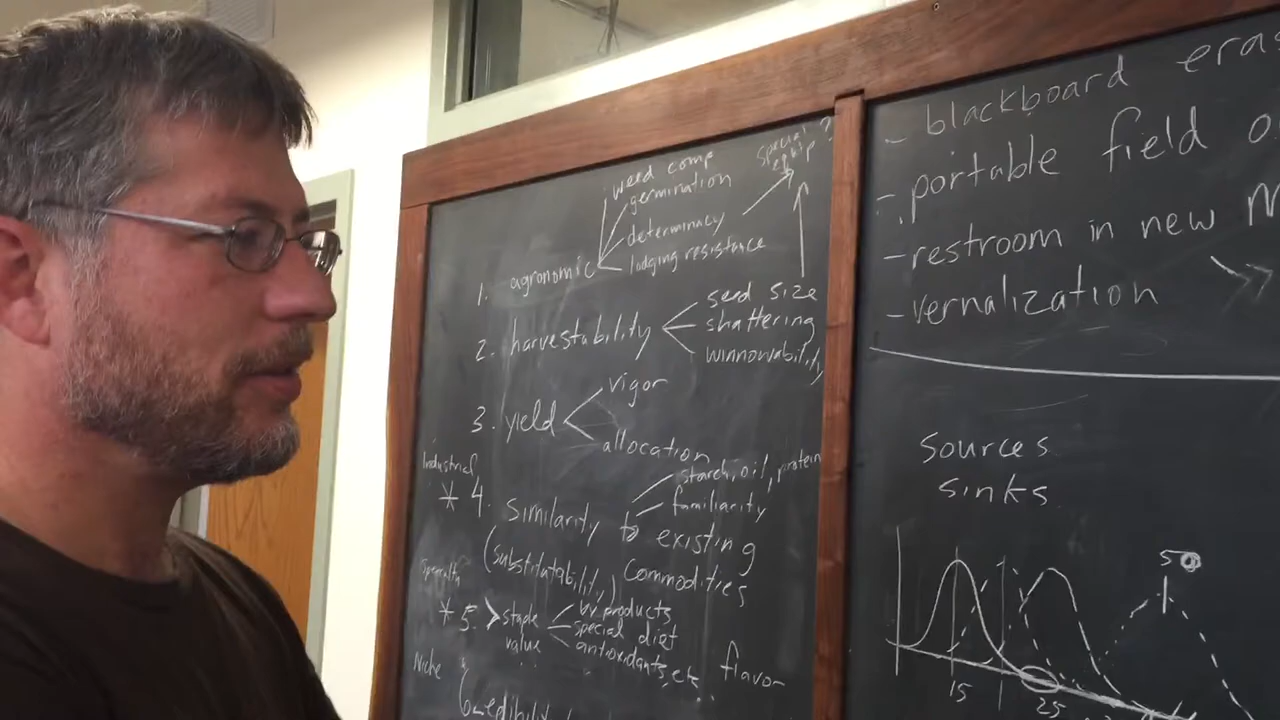 weed comp
germination
special
equip ?
determinacy
lodging resistance
1. agronomic
2. harvestability
seed size
shattering
winnowability
3. yield
vigor
allocation
Industrial
* 4. Similarity to existing
commodities
starch, oil, protein
familiarity
(substitutability)
Specialty
* 5. > staple
value
by products
special diet
antioxidants, etc.
flavor
Niche
- blackboard
- portable field
- restroom in new
- vernalization
>>
sources
sinks
15
25
50